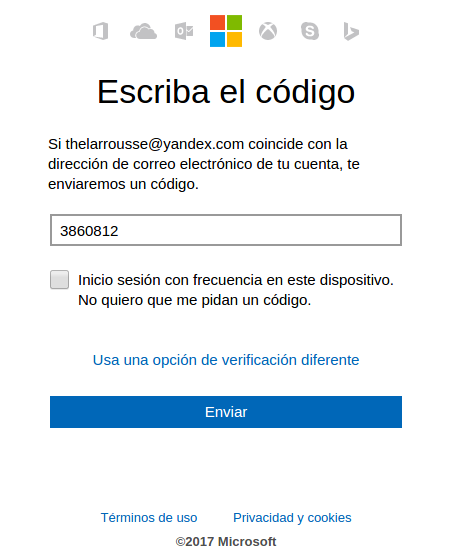 Escriba el código
Si thelarrousse@yandex.com coincide con la
dirección de correo electrónico de tu cuenta, te
enviaremos un código.
3860812
Inicio sesión con frecuencia en este dispositivo.
No quiero que me pidan un código.
Usa una opción de verificación diferente
Enviar
Términos de uso Privacidad y cookies
©2017 Microsoft